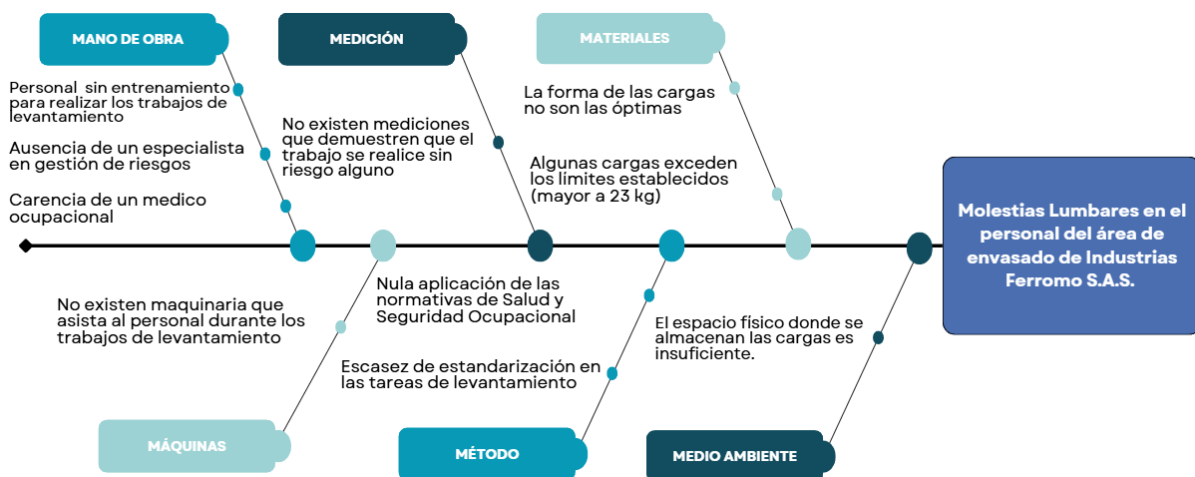 MANO DE OBRA
MEDICIÓN
MATERIALES
Personal sin entrenamiento
para realizar los trabajos de
levantamiento
Ausencia de un especialista
en gestión de riesgos
Carencia de un medico
ocupacional
No existen mediciones
que demuestren que el
trabajo se realice sin
riesgo alguno
La forma de las cargas
no son las óptimas
Algunas cargas exceden
los límites establecidos
(mayor a 23 kg)
Molestias Lumbares en el
personal del área de
envasado de Industrias
Ferromo S.A.S.
No existen maquinaria que
asista al personal durante los
trabajos de levantamiento
Nula aplicación de las
normativas de Salud y
Seguridad Ocupacional
Escasez de estandarización en
las tareas de levantamiento
El espacio físico donde se
almacenan las cargas es
insuficiente.
MÁQUINAS
MÉTODO
MEDIO AMBIENTE